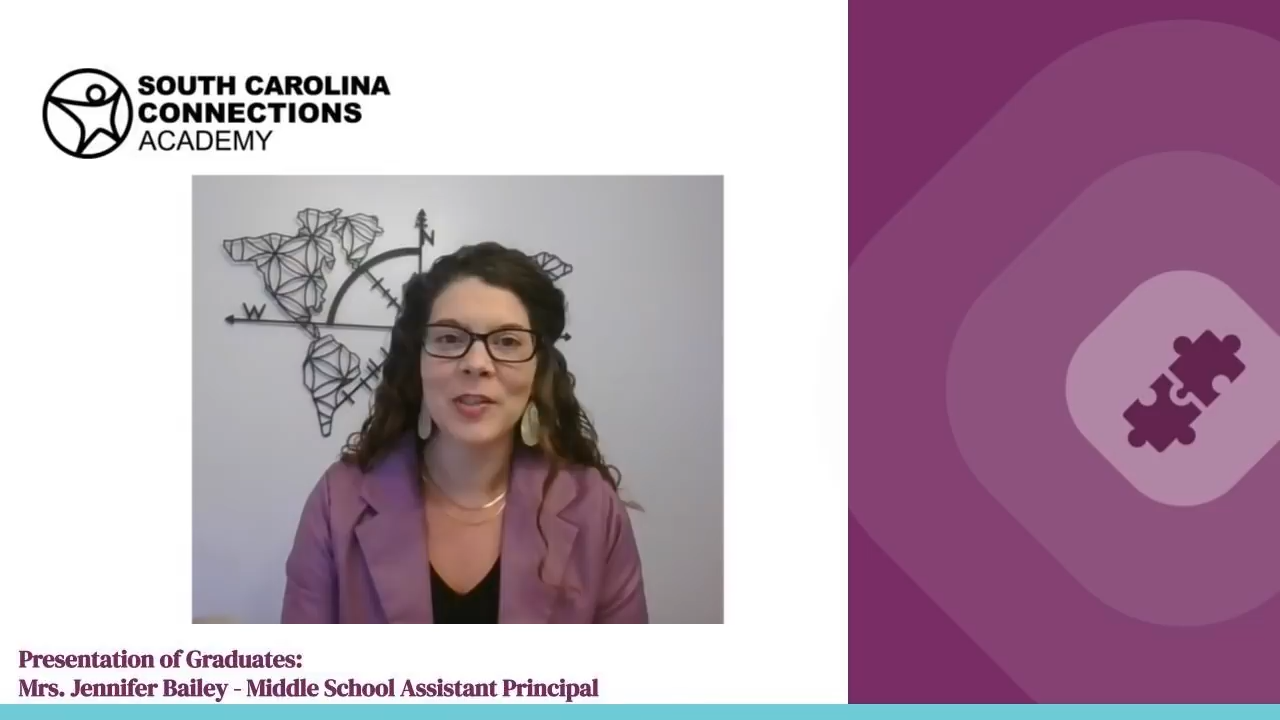 SOUTH CAROLINA
CONNECTIONS
ACADEMY
N
W
Presentation of Graduates:
Mrs. Jennifer Bailey - Middle School Assistant Principal